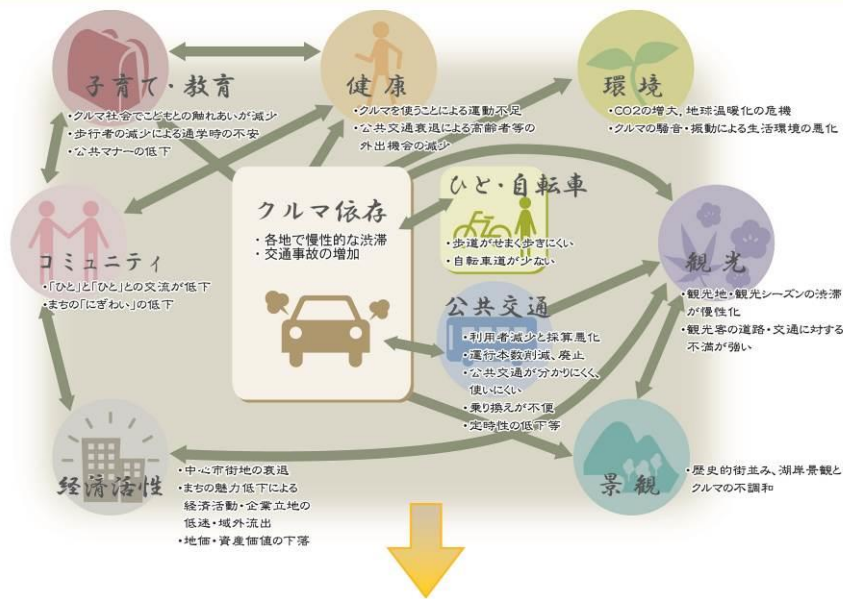 子育て・教育
・クルマ社会でこどもとの触れあいが減少
・歩行者の減少による通学時の不安
・公共マナーの低下
健康
・クルマを使うことによる運動不足
・公共交通衰退による高齢者等の
外出機会の減少
環境
・CO2の増大，地球温暖化の危機
・クルマの騒音・振動による生活環境の悪化
クルマ依存
・各地で慢性的な渋滞
・交通事故の増加
ひと・自転車
・歩道がせまく歩きにくい
・自転車道が少ない
コミュニティ
・「ひと」と「ひと」との交流が低下
・まちの「にぎわい」の低下
観光
・観光地・観光シーズンの渋滞
が慢性化
・観光客の道路・交通に対する
不満が強い
公共交通
・利用者減少と採算悪化
・運行本数削減、廃止
・公共交通が分かりにくく、
使いにくい
・乗り換えが不便
・定時性の低下等
経済活性
・中心市街地の衰退
・まちの魅力低下による
経済活動・企業立地の
低迷・域外流出
・地価・資産価値の下落
景観
・歴史的街並み、湖岸景観と
クルマの不調和